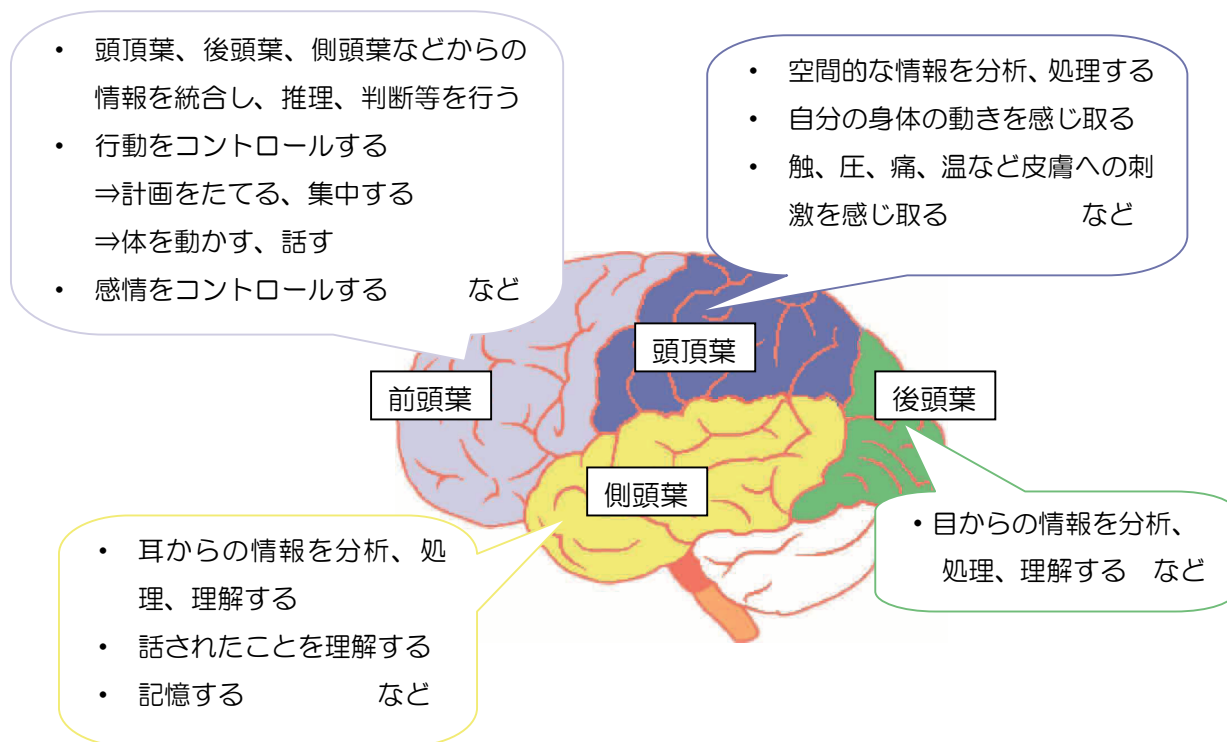 ・ 頭頂葉、後頭葉、側頭葉などからの
情報を統合し、推理、判断等を行う
・ 行動をコントロールする
⇒計画をたてる、集中する
⇒体を動かす、話す
・ 感情をコントロールする など
・ 空間的な情報を分析、処理する
・ 自分の身体の動きを感じ取る
・ 触、圧、痛、温など皮膚への刺
激を感じ取る など
頭頂葉
前頭葉
後頭葉
側頭葉
・ 耳からの情報を分析、処
理、理解する
・ 話されたことを理解する
・ 記憶する など
・目からの情報を分析、
処理、理解する など